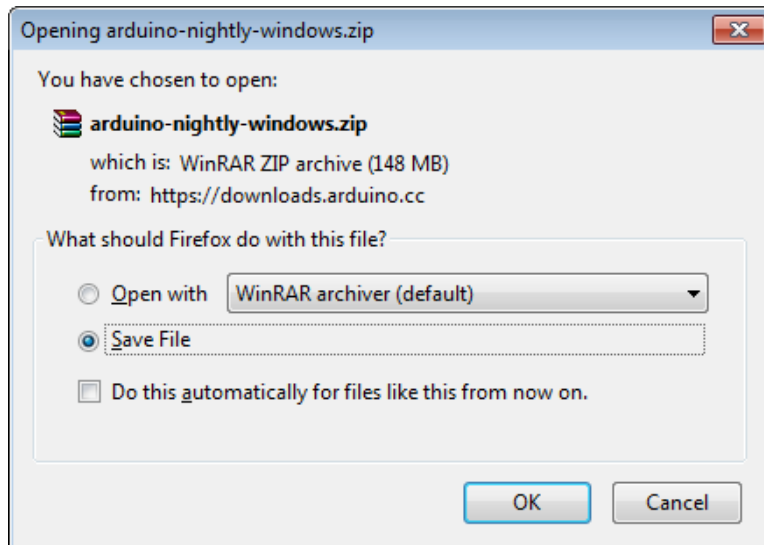 Opening arduino-nightly-windows.zip
You have chosen to open:
arduino-nightly-windows.zip
which is: WinRAR ZIP archive (148 MB)
from: https://downloads.arduino.cc
What should Firefox do with this file?
Open with WinRAR archiver (default)
Save File
Do this automatically for files like this from now on.
OK Cancel